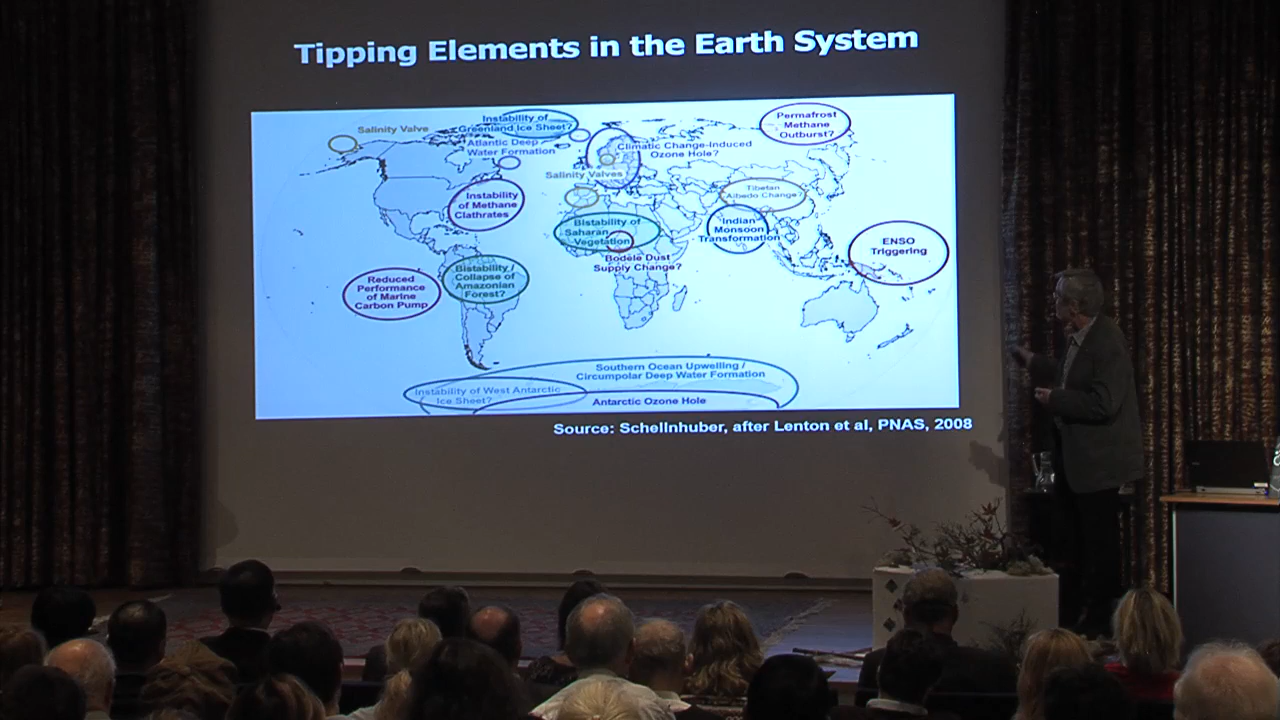 Tipping Elements in the Earth System
Salinity Valve
Instability of
Greenland Ice Sheet?
Atlantic Deep
Water Formation
Permafrost
Methane
Outburst?
Climatic Change-Induced
Ozone Hole?
Salinity Valves
Instability
of Methane
Clathrates
Tibetan
Albedo Change?
Bistability of
Saharan
Vegetation
Indian
Monsoon
Transformation
ENSO
Triggering
Bodele Dust
Supply Change?
Reduced
Performance
of Marine
Carbon Pump
Bistability /
Collapse of
Amazonian
Forest?
Southern Ocean Upwelling /
Circumpolar Deep Water Formation
Instability of West Antarctic
Ice Sheet?
Antarctic Ozone Hole
Source: Schellnhuber, after Lenton et al, PNAS, 2008